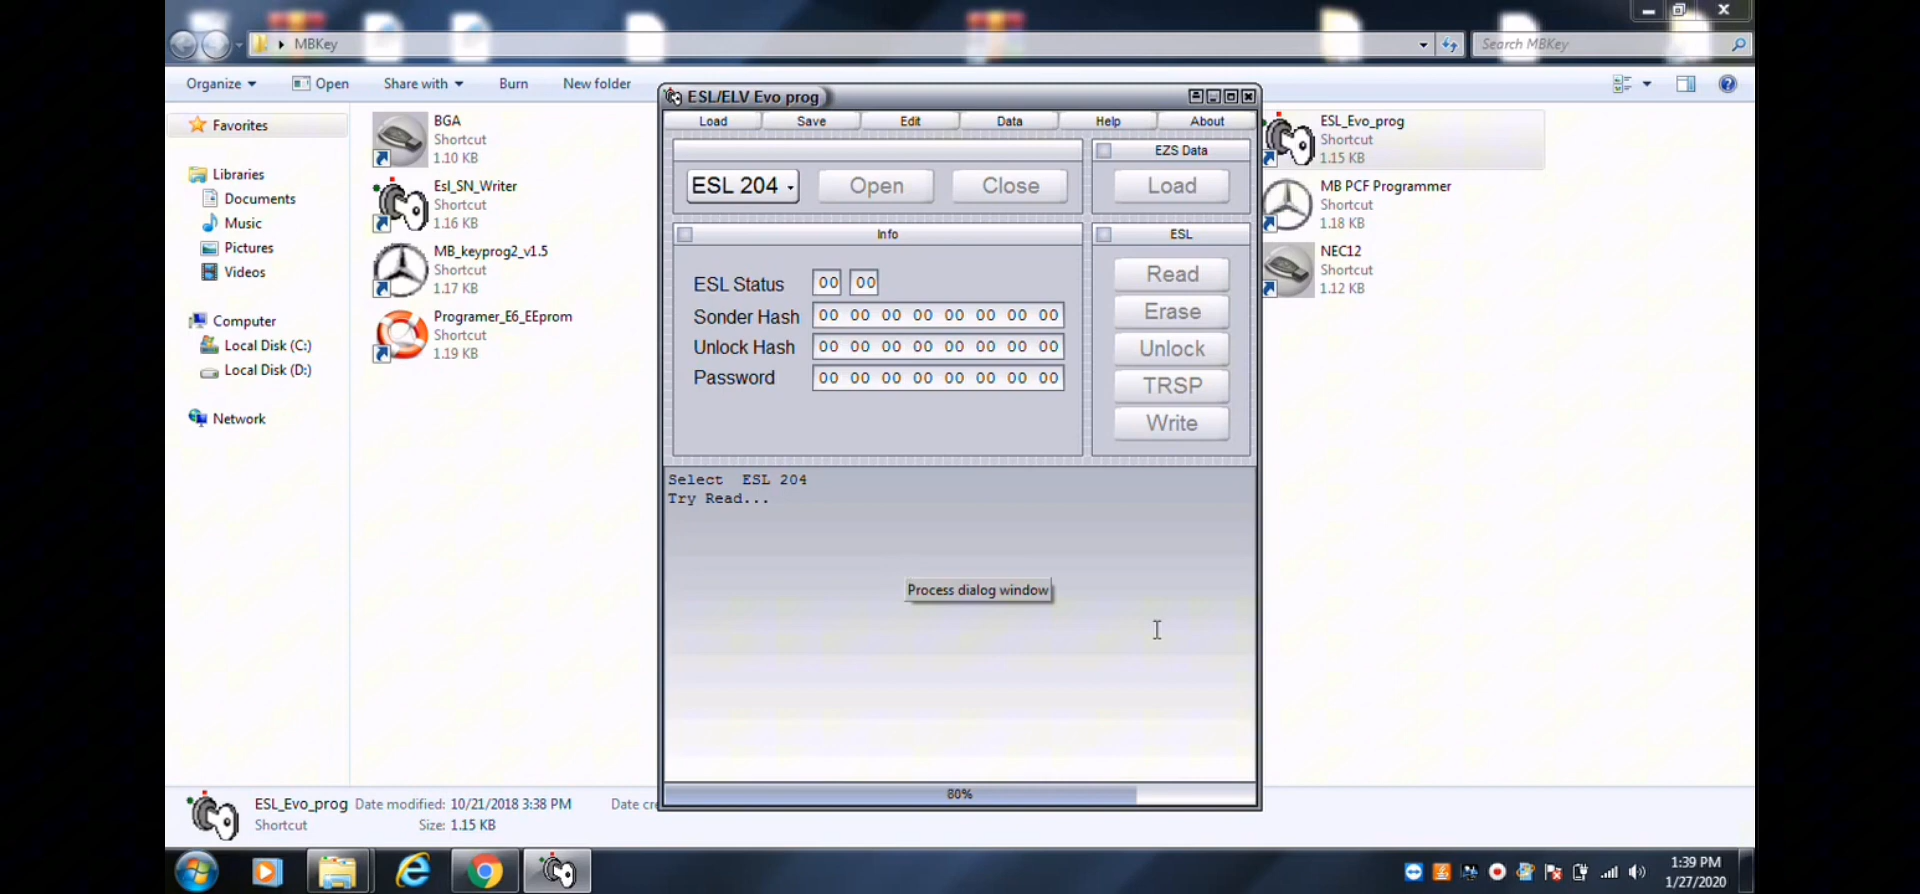 MBKey
Search MBKey
Organize
Open
Share with
Burn
New folder
Favorites
Libraries
Documents
Music
Pictures
Videos
Computer
Local Disk (C:)
Local Disk (D:)
Network
BGA
Shortcut
1.10 KB
Esl_SN_Writer
Shortcut
1.16 KB
MB_keyprog2_v1.5
Shortcut
1.17 KB
Programer_E6_EEprom
Shortcut
1.19 KB
ESL/ELV Evo prog
Load Save Edit Data Help About
EZS Data
ESL 204 Open Close Load
Info
ESL
ESL Status 00 00
Sonder Hash 00 00 00 00 00 00 00 00
Unlock Hash 00 00 00 00 00 00 00 00
Password 00 00 00 00 00 00 00 00
Read
Erase
Unlock
TRSP
Write
Select ESL 204
Try Read...
Process dialog window
80%
ESL_Evo_prog
Shortcut
1.15 KB
MB PCF Programmer
Shortcut
1.18 KB
NEC12
Shortcut
1.12 KB
ESL_Evo_prog Date modified: 10/21/2018 3:38 PM Date cre
Shortcut Size: 1.15 KB
1:39 PM
1/27/2020